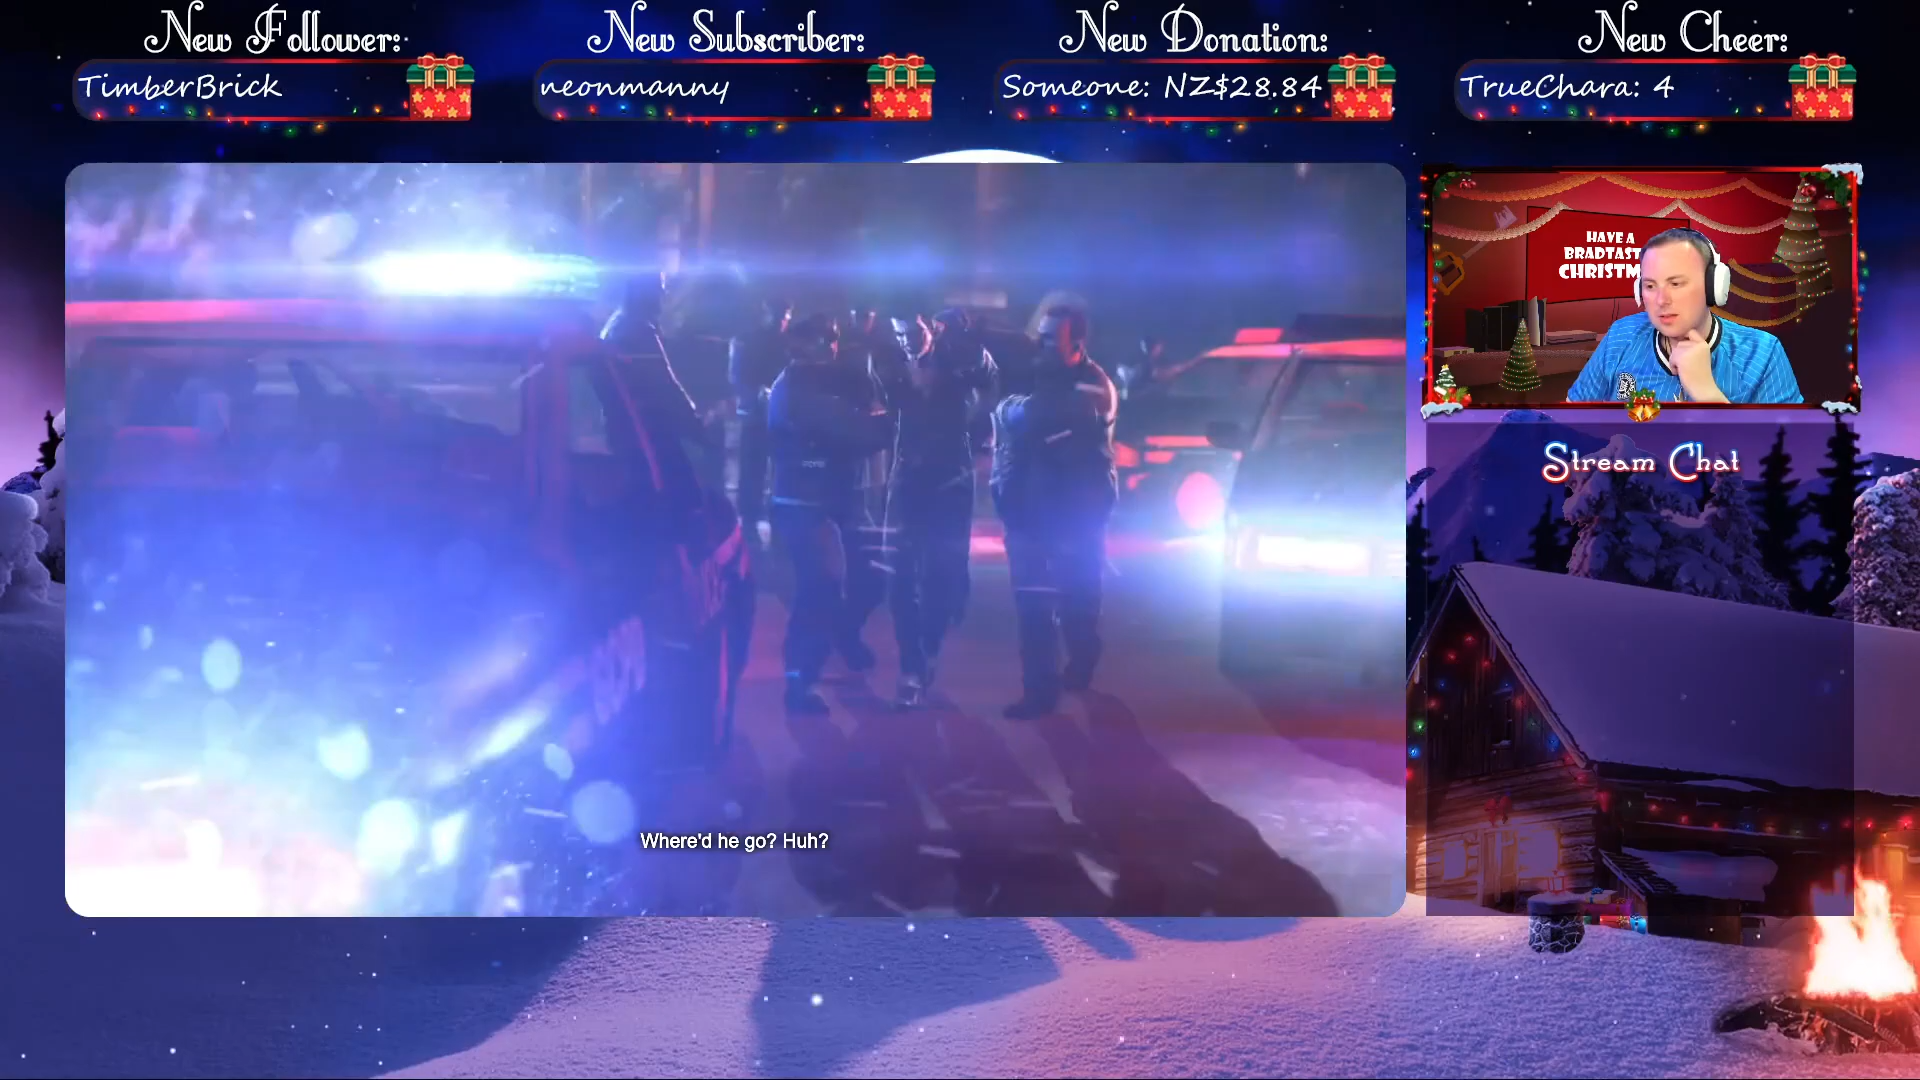 New Follower:
New Subscriber:
New Donation:
New Cheer:
TimberBrick
neonmanny
Someone: NZ$28.84
TrueChara: 4
HAVE A
BRADTAST
CHRISTM
Stream Chat
Where'd he go? Huh?